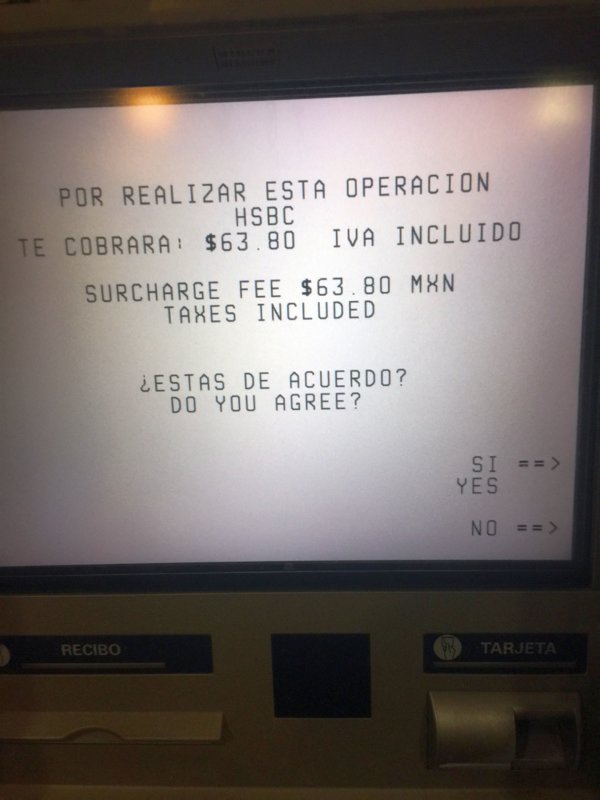 POR REALIZAR ESTA OPERACION
HSBC
TE COBRARA: $63.80 IVA INCLUIDO
SURCHARGE FEE $63.80 MXN
TAXES INCLUDED
¿ESTAS DE ACUERDO?
DO YOU AGREE?
SI ==>
YES
NO ==>
RECIBO
TARJETA